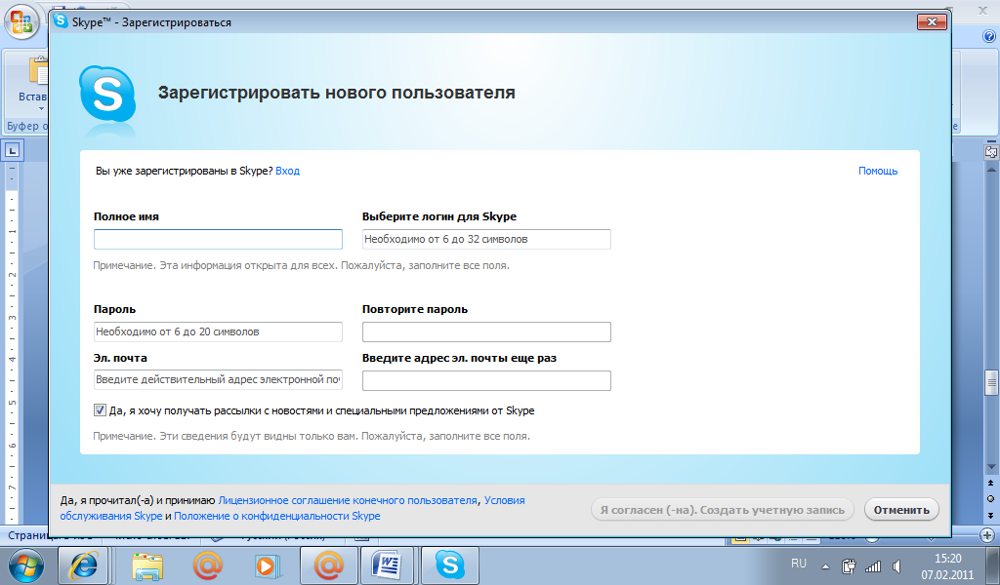 Skype™ - Зарегистрироваться
Встав
Буфер о
S
Зарегистрировать нового пользователя
Вы уже зарегистрированы в Skype? Вход
Помощь
Полное имя
Выберите логин для Skype
Необходимо от 6 до 32 символов
Примечание. Эта информация открыта для всех. Пожалуйста, заполните все поля.
Пароль
Повторите пароль
Необходимо от 6 до 20 символов
Эл. почта
Введите адрес эл. почты еще раз
Введите действительный адрес электронной поч
Да, я хочу получать рассылки с новостями и специальными предложениями от Skype
Примечание. Эти сведения будут видны только вам. Пожалуйста, заполните все поля.
Да, я прочитал(-а) и принимаю Лицензионное соглашение конечного пользователя, Условия
обслуживания Skype и Положение о конфиденциальности Skype
Я согласен (-на). Создать учетную запись
Отменить
RU
15:20
07.02.2011